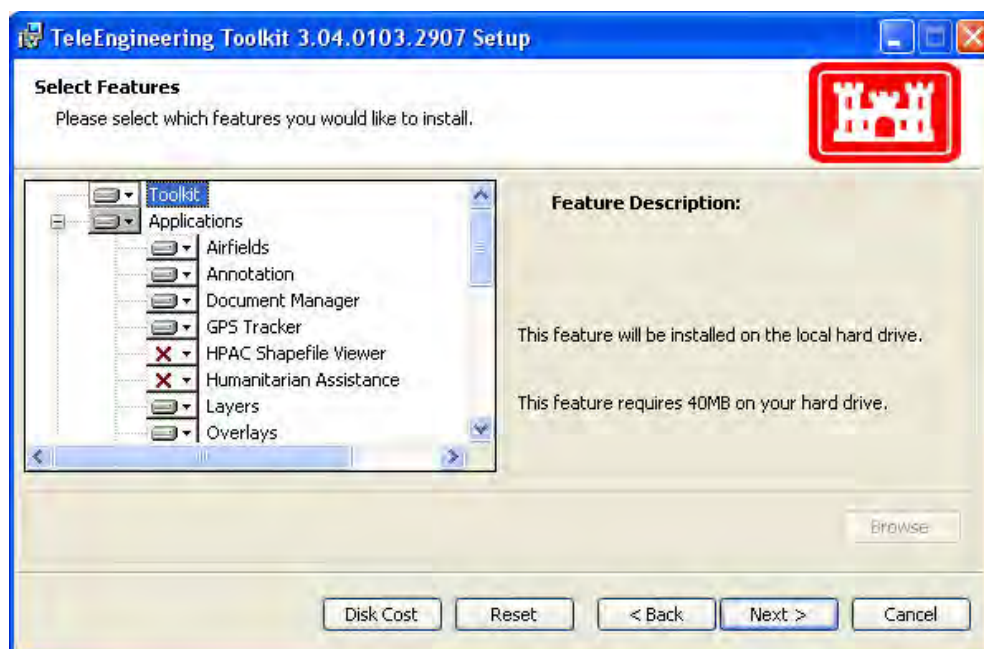 TeleEngineering Toolkit 3.04.0103.2907 Setup
Select Features
Please select which features you would like to install.
Toolkit
Applications
Airfields
Annotation
Document Manager
GPS Tracker
HPAC Shapefile Viewer
Humanitarian Assistance
Layers
Overlays
Feature Description:
This feature will be installed on the local hard drive.
This feature requires 40MB on your hard drive.
Browse
Disk Cost
Reset
< Back
Next >
Cancel